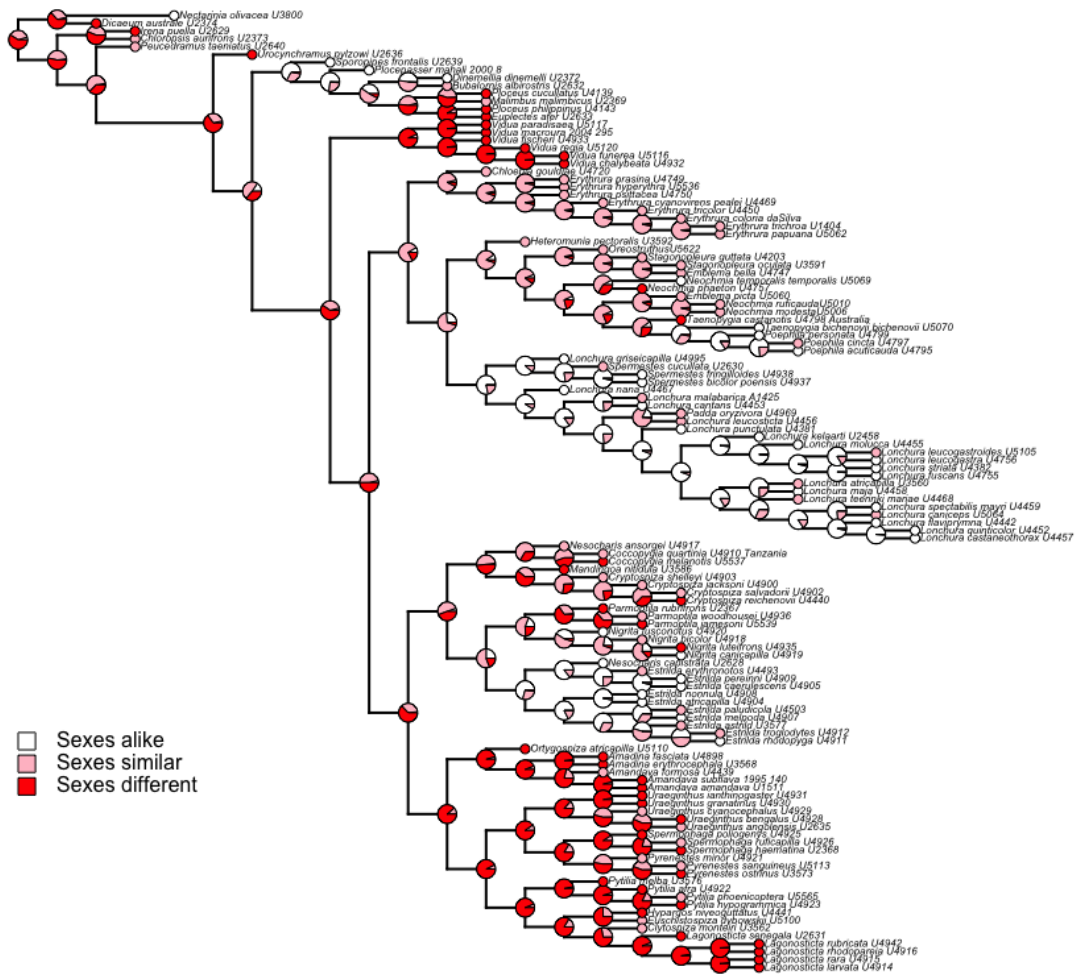 Nectarinia olivacea U3800
Dicaeum australe U2374
Irena puella U2629
Chloropsis aurifrons U2373
Peucedramus taeniatus U2640
Urocynchramus pylzowi U2636
Sporopipes frontalis U2639
Plocepasser mahali 2000 8
Dinemellia dinemelli U2372
Bubalornis albirostris U2632
Ploceus cucullatus U4139
Malimbus malimbicus U2369
Ploceus philippinus U4143
Euplectes afer U2633
Vidua paradisaea U5117
Vidua macroura 2004 295
Vidua fischeri U4933
Vidua regia U5120
Vidua funerea U5116
Vidua chalybeata U4932
Chloebia gouldiae U4720
Erythrura prasina U4749
Erythrura hyperythra U5536
Erythrura psittacea U4750
Erythrura cyanovirens pealei U4469
Erythrura tricolor U4450
Erythrura coloria daSilva
Erythrura trichroa U1404
Erythrura papuana U5062
Heteromunia pectoralis U3592
OreostruthusU5622
Stagonopleura guttata U4203
Stagonopleura oculata U3591
Emblema bella U4747
Neochmia temporalis temporalis U5069
Neochmia phaeton U4757
Emblema picta U5060
Neochmia ruficaudaU5010
Neochmia modestaU5006
Taenopygia castanotis U4798 Australia
Taenopygia bichenovii bichenovii U5070
Poephila personata U4799
Poephila cincta U4797
Poephila acuticauda U4795
Lonchura griseicapilla U4995
Spermestes cucullata U2630
Spermestes fringilloides U4938
Spermestes bicolor poensis U4937
Lonchura nana U4467
Lonchura malabarica A1425
Lonchura cantans U4453
Padda oryzivora U4969
Lonchura leucosticta U4456
Lonchura punctulata U4381
Lonchura kelaarti U2458
Lonchura molucca U4455
Lonchura leucogastroides U5105
Lonchura leucogastra U4756
Lonchura striata U4382
Lonchura fuscans U4755
Lonchura atricapilla U3560
Lonchura maja U4458
Lonchura teerinki mariae U4468
Lonchura spectabilis mayri U4459
Lonchura caniceps U5064
Lonchura flaviprymna U4442
Lonchura quinticolor U4452
Lonchura castaneothorax U4457
Nesocharis ansorgei U4917
Coccopygia quartinia U4910 Tanzania
Coccopygia melanotis U5537
Mandingoa nitidula U3586
Cryptospiza shelleyi U4903
Cryptospiza jacksoni U4900
Cryptospiza salvadorii U4902
Cryptospiza reichenovii U4440
Parmoptila rubrifrons U2367
Parmoptila woodhousei U4936
Parmoptila jamesoni U5539
Nigrita fusconotus U4920
Nigrita bicolor U4918
Nigrita luteifrons U4935
Nigrita canicapilla U4919
Nesocharis capistrata U2628
Estrilda erythronotos U4493
Estrilda perreinii U4909
Estrilda caerulescens U4905
Estrilda nonnula U4908
Estrilda atricapilla U4904
Estrilda paludicola U4503
Estrilda melpoda U4907
Estrilda astrild U3577
Estrilda troglodytes U4912
Estrilda rhodopyga U4911
Sexes alike
Sexes similar
Sexes different
Ortygospiza atricapilla U5110
Amadina fasciata U4898
Amadina erythrocephala U3568
Amandava formosa U4439
Amandava subflava 1995 140
Amandava amandava U1511
Uraeginthus ianthinogaster U4931
Uraeginthus granatinus U4930
Uraeginthus cyanocephalus U4929
Uraeginthus bengalus U4928
Uraeginthus angolensis U2635
Spermophaga poliogenys U4925
Spermophaga ruficapilla U4926
Spermophaga haematina U2368
Pyrenestes minor U4921
Pyrenestes sanguineus U5113
Pyrenestes ostrinus U3573
Pytilia melba U3576
Pytilia afra U4922
Pytilia phoenicoptera U5565
Pytilia hypogrammica U4923
Hypargos niveoguttatus U4441
Euschistospiza dybowskii U5100
Clytospiza monteiri U3562
Lagonosticta senegala U2631
Lagonosticta rubricata U4942
Lagonosticta rhodopareia U4916
Lagonosticta rara U4915
Lagonosticta larvata U4914